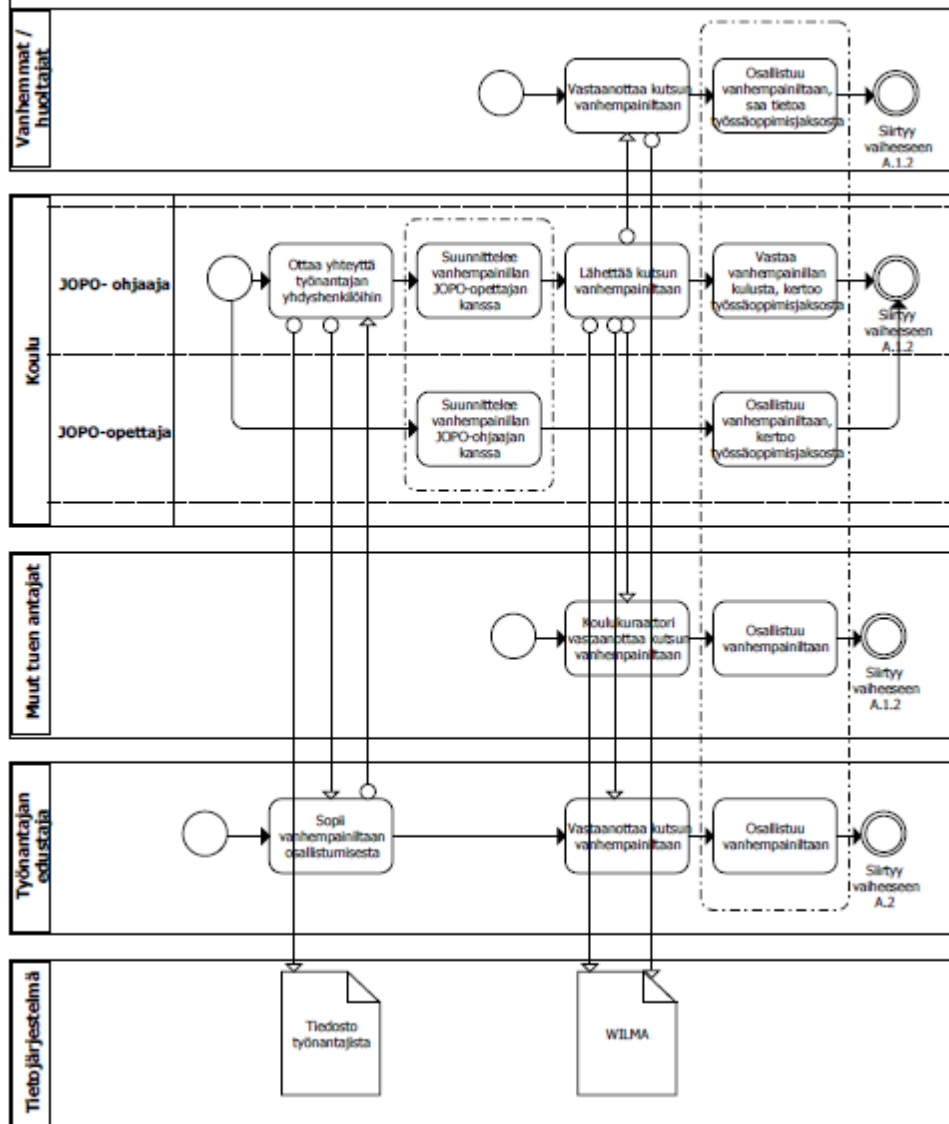 Vanhemmat /
huoltajat
Vastaanottaa kutsun
vanhempainiltaan
Osallistuu
vanhempainiltaan,
saa tietoa
työssäoppimisjaksosta
Siirtyy
vaiheeseen
A.1.2
Koulu
JOPO- ohjaaja
Ottaa yhteyttä
työnantajan
yhdyshenkilöihin
Suunnittelee
vanhempainillan
JOPO-opettajan
kanssa
Lähettää kutsun
vanhempainiltaan
Vastaa
vanhempainillan
kulusta, kertoo
työssäoppimisjaksosta
Siirtyy
vaiheeseen
A.1.2
JOPO-opettaja
Suunnittelee
vanhempainillan
JOPO-ohjaajan
kanssa
Osallistuu
vanhempainiltaan,
kertoo
työssäoppimisjaksosta
Muut tuen antajat
Koulukuraattori
vastaanottaa kutsun
vanhempainiltaan
Osallistuu
vanhempainiltaan
Siirtyy
vaiheeseen
A.1.2
Työnantajan
edustaja
Sopii
vanhempainiltaan
osallistumisesta
Vastaanottaa kutsun
vanhempainiltaan
Osallistuu
vanhempainiltaan
Siirtyy
vaiheeseen
A.2
Tietojärjestelmä
Tiedosto
työnantajista
WILMA